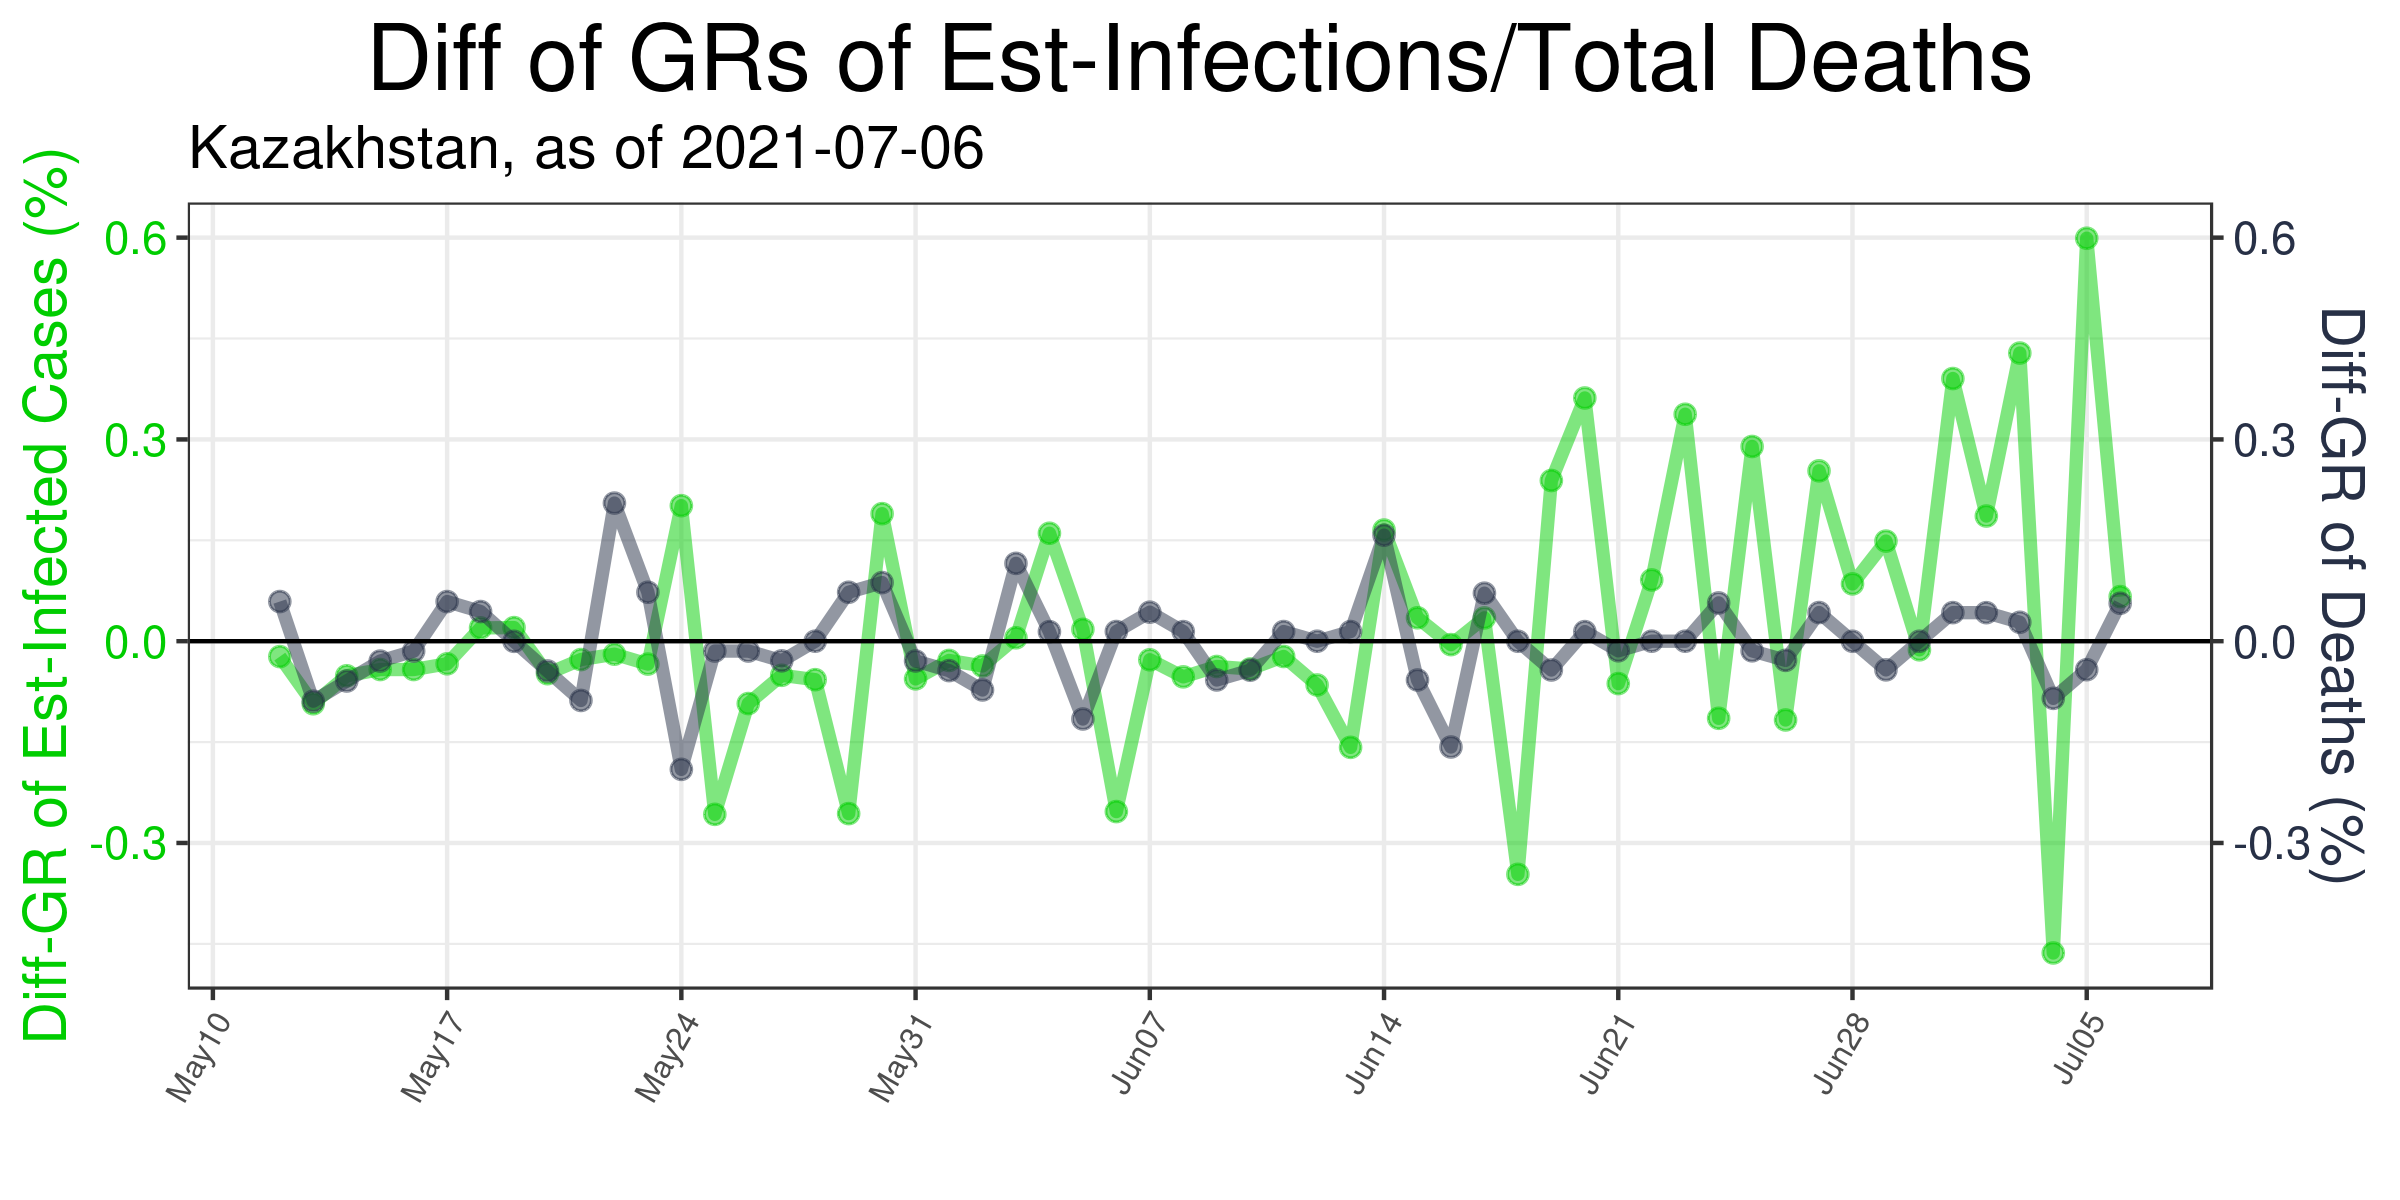 Diff of GRs of Est-Infections/Total Deaths
Kazakhstan, as of 2021-07-06
Diff-GR of Est-Infected Cases (%)
0.6
0.3
0.0
-0.3
0.6
0.3
0.0
-0.3
Diff-GR of Deaths (%)
May10
May17
May24
May31
Jun07
Jun14
Jun21
Jun28
Jul05